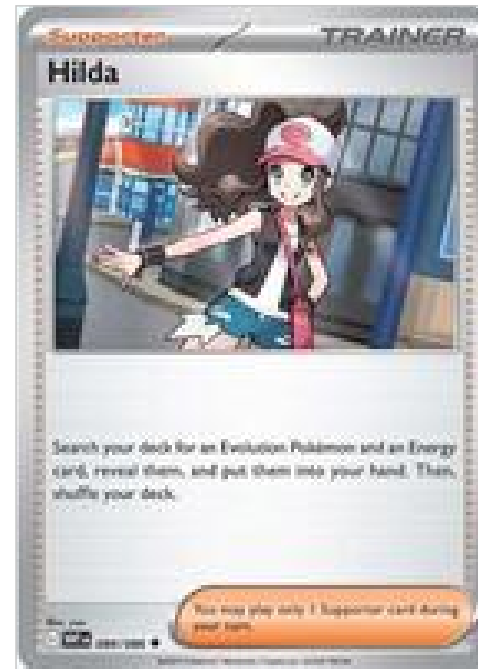 Supporter
TRAINER
Hilda
Search your deck for an Evolution Pokémon and an Energy
card, reveal them, and put them into your hand. Then,
shuffle your deck.
You may play only 1 Supporter card during
your turn.